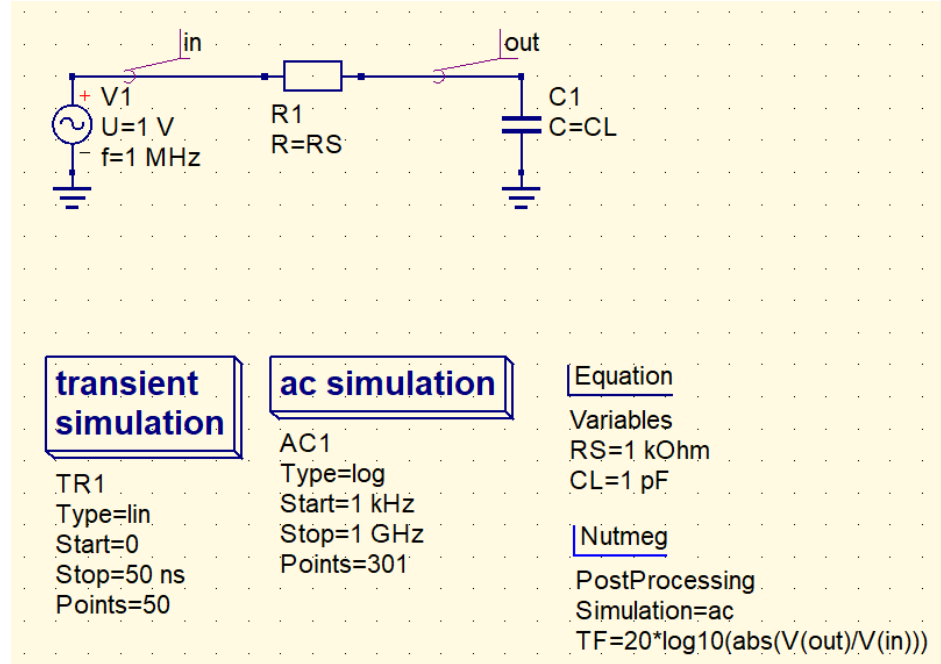 in
out
V1
U=1 V
f=1 MHz
R1
R=RS
C1
C=CL
transient
simulation
TR1
Type=lin
Start=0
Stop=50 ns
Points=50
ac simulation
AC1
Type=log
Start=1 kHz
Stop=1 GHz
Points=301
Equation
Variables
RS=1 kOhm
CL=1 pF
Nutmeg
PostProcessing
Simulation=ac
TF=20*log10(abs(V(out)/V(in)))